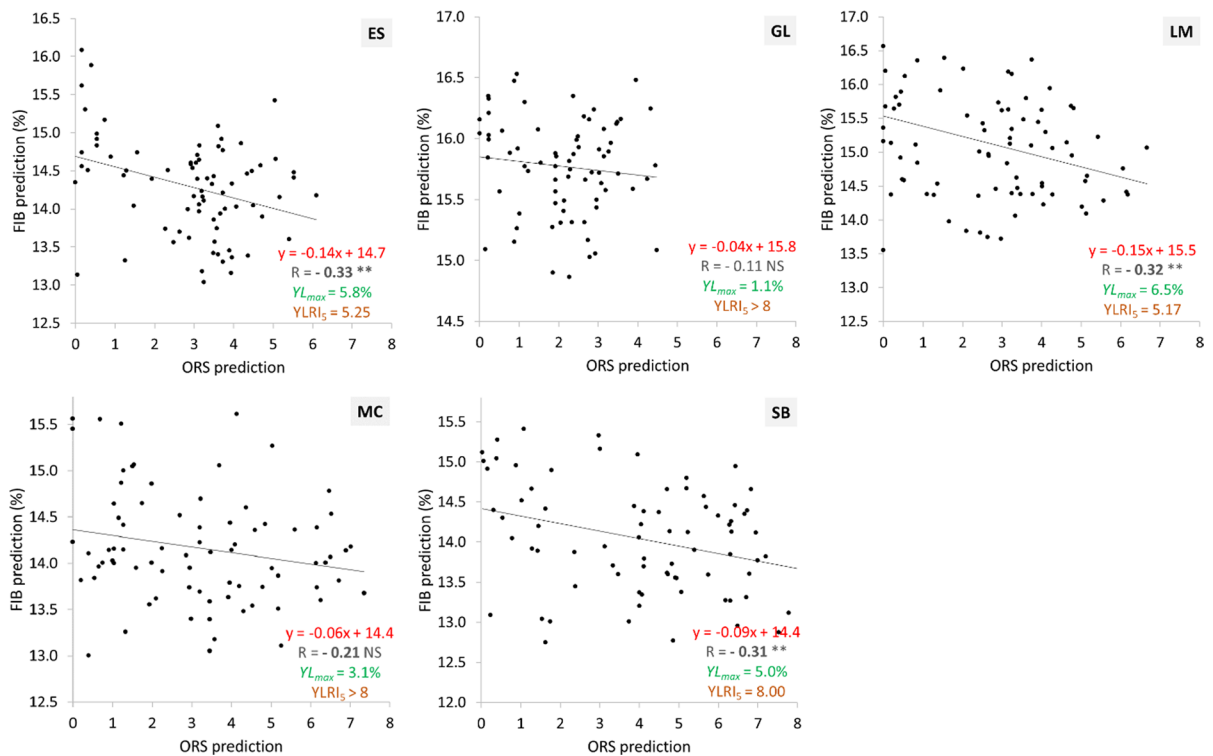 ES
FIB prediction (%)
16.5
16.0
15.5
15.0
14.5
14.0
13.5
13.0
12.5
y = -0.14x + 14.7
R = - 0.33 **
YLmax = 5.8%
YLRI5 = 5.25
0 1 2 3 4 5 6 7 8
ORS prediction
GL
FIB prediction (%)
17.0
16.5
16.0
15.5
15.0
14.5
y = -0.04x + 15.8
R = - 0.11 NS
YLmax = 1.1%
YLRI5 > 8
0 1 2 3 4 5 6 7 8
ORS prediction
LM
FIB prediction (%)
17.0
16.5
16.0
15.5
15.0
14.5
14.0
13.5
13.0
12.5
y = -0.15x + 15.5
R = - 0.32 **
YLmax = 6.5%
YLRI5 = 5.17
0 1 2 3 4 5 6 7 8
ORS prediction
MC
FIB prediction (%)
15.5
15.0
14.5
14.0
13.5
13.0
12.5
y = -0.06x + 14.4
R = - 0.21 NS
YLmax = 3.1%
YLRI5 > 8
0 1 2 3 4 5 6 7 8
ORS prediction
SB
FIB prediction (%)
15.5
15.0
14.5
14.0
13.5
13.0
12.5
12.0
y = -0.09x + 14.4
R = - 0.31 **
YLmax = 5.0%
YLRI5 = 8.00
0 1 2 3 4 5 6 7 8
ORS prediction